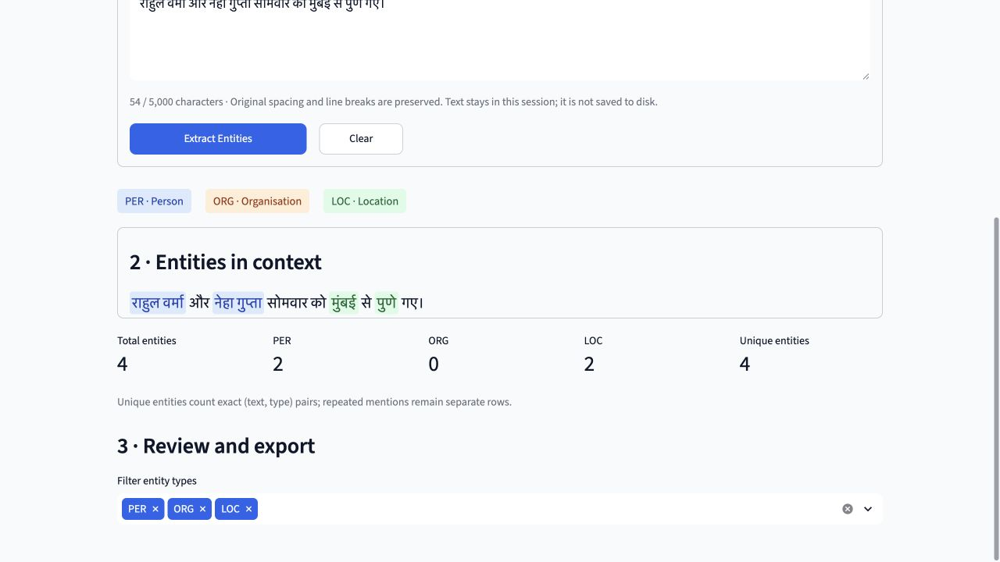 राहुल वर्मा और नेहा गुप्ता सोमवार को मुंबई से पुणे गए।
54 / 5,000 characters · Original spacing and line breaks are preserved. Text stays in this session; it is not saved to disk.
Extract Entities Clear
PER · Person ORG · Organisation LOC · Location
2 · Entities in context
राहुल वर्मा और नेहा गुप्ता सोमवार को मुंबई से पुणे गए।
Total entities PER ORG LOC Unique entities
4 2 0 2 4
Unique entities count exact (text, type) pairs; repeated mentions remain separate rows.
3 · Review and export
Filter entity types
PER × ORG × LOC ×